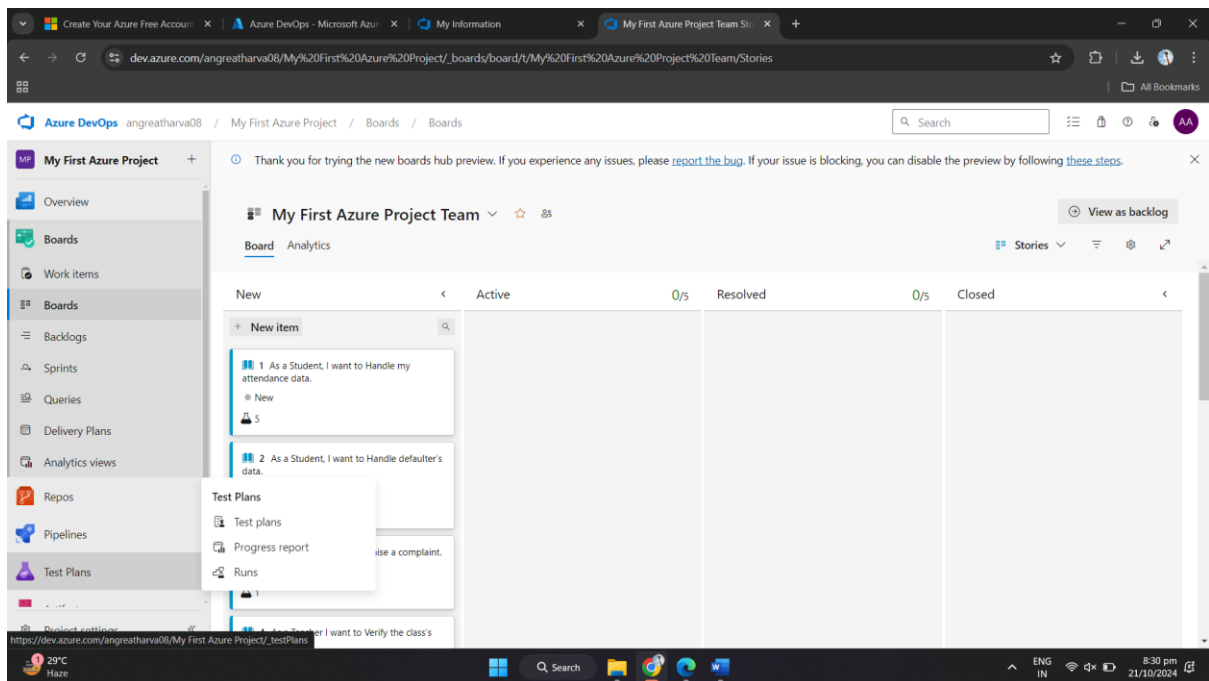 Create Your Azure Free Account
Azure DevOps - Microsoft Azur
My Information
My First Azure Project Team Sto
dev.azure.com/angreatharva08/My%20First%20Azure%20Project/_boards/board/t/My%20First%20Azure%20Project%20Team/Stories
All Bookmarks
Azure DevOps angreatharva08 / My First Azure Project / Boards / Boards
Search
AA
MP My First Azure Project +
Thank you for trying the new boards hub preview. If you experience any issues, please report the bug. If your issue is blocking, you can disable the preview by following these steps.
Overview
Boards
Work items
Boards
Backlogs
Sprints
Queries
Delivery Plans
Analytics views
Repos
Pipelines
Test Plans
Project settings
My First Azure Project Team
View as backlog
Board Analytics
Stories
New
Active 0/5
Resolved 0/5
Closed
+ New item
1 As a Student, I want to Handle my
attendance data.
New
5
2 As a Student, I want to Handle defaulter's
data.
Test Plans
Test plans
Progress report
Runs
ise a complaint.
1
I want to Verify the class's
https://dev.azure.com/angreatharva08/My First Azure Project/_testPlans
1
29°C
Haze
Search
ENG
IN
8:30 pm
21/10/2024